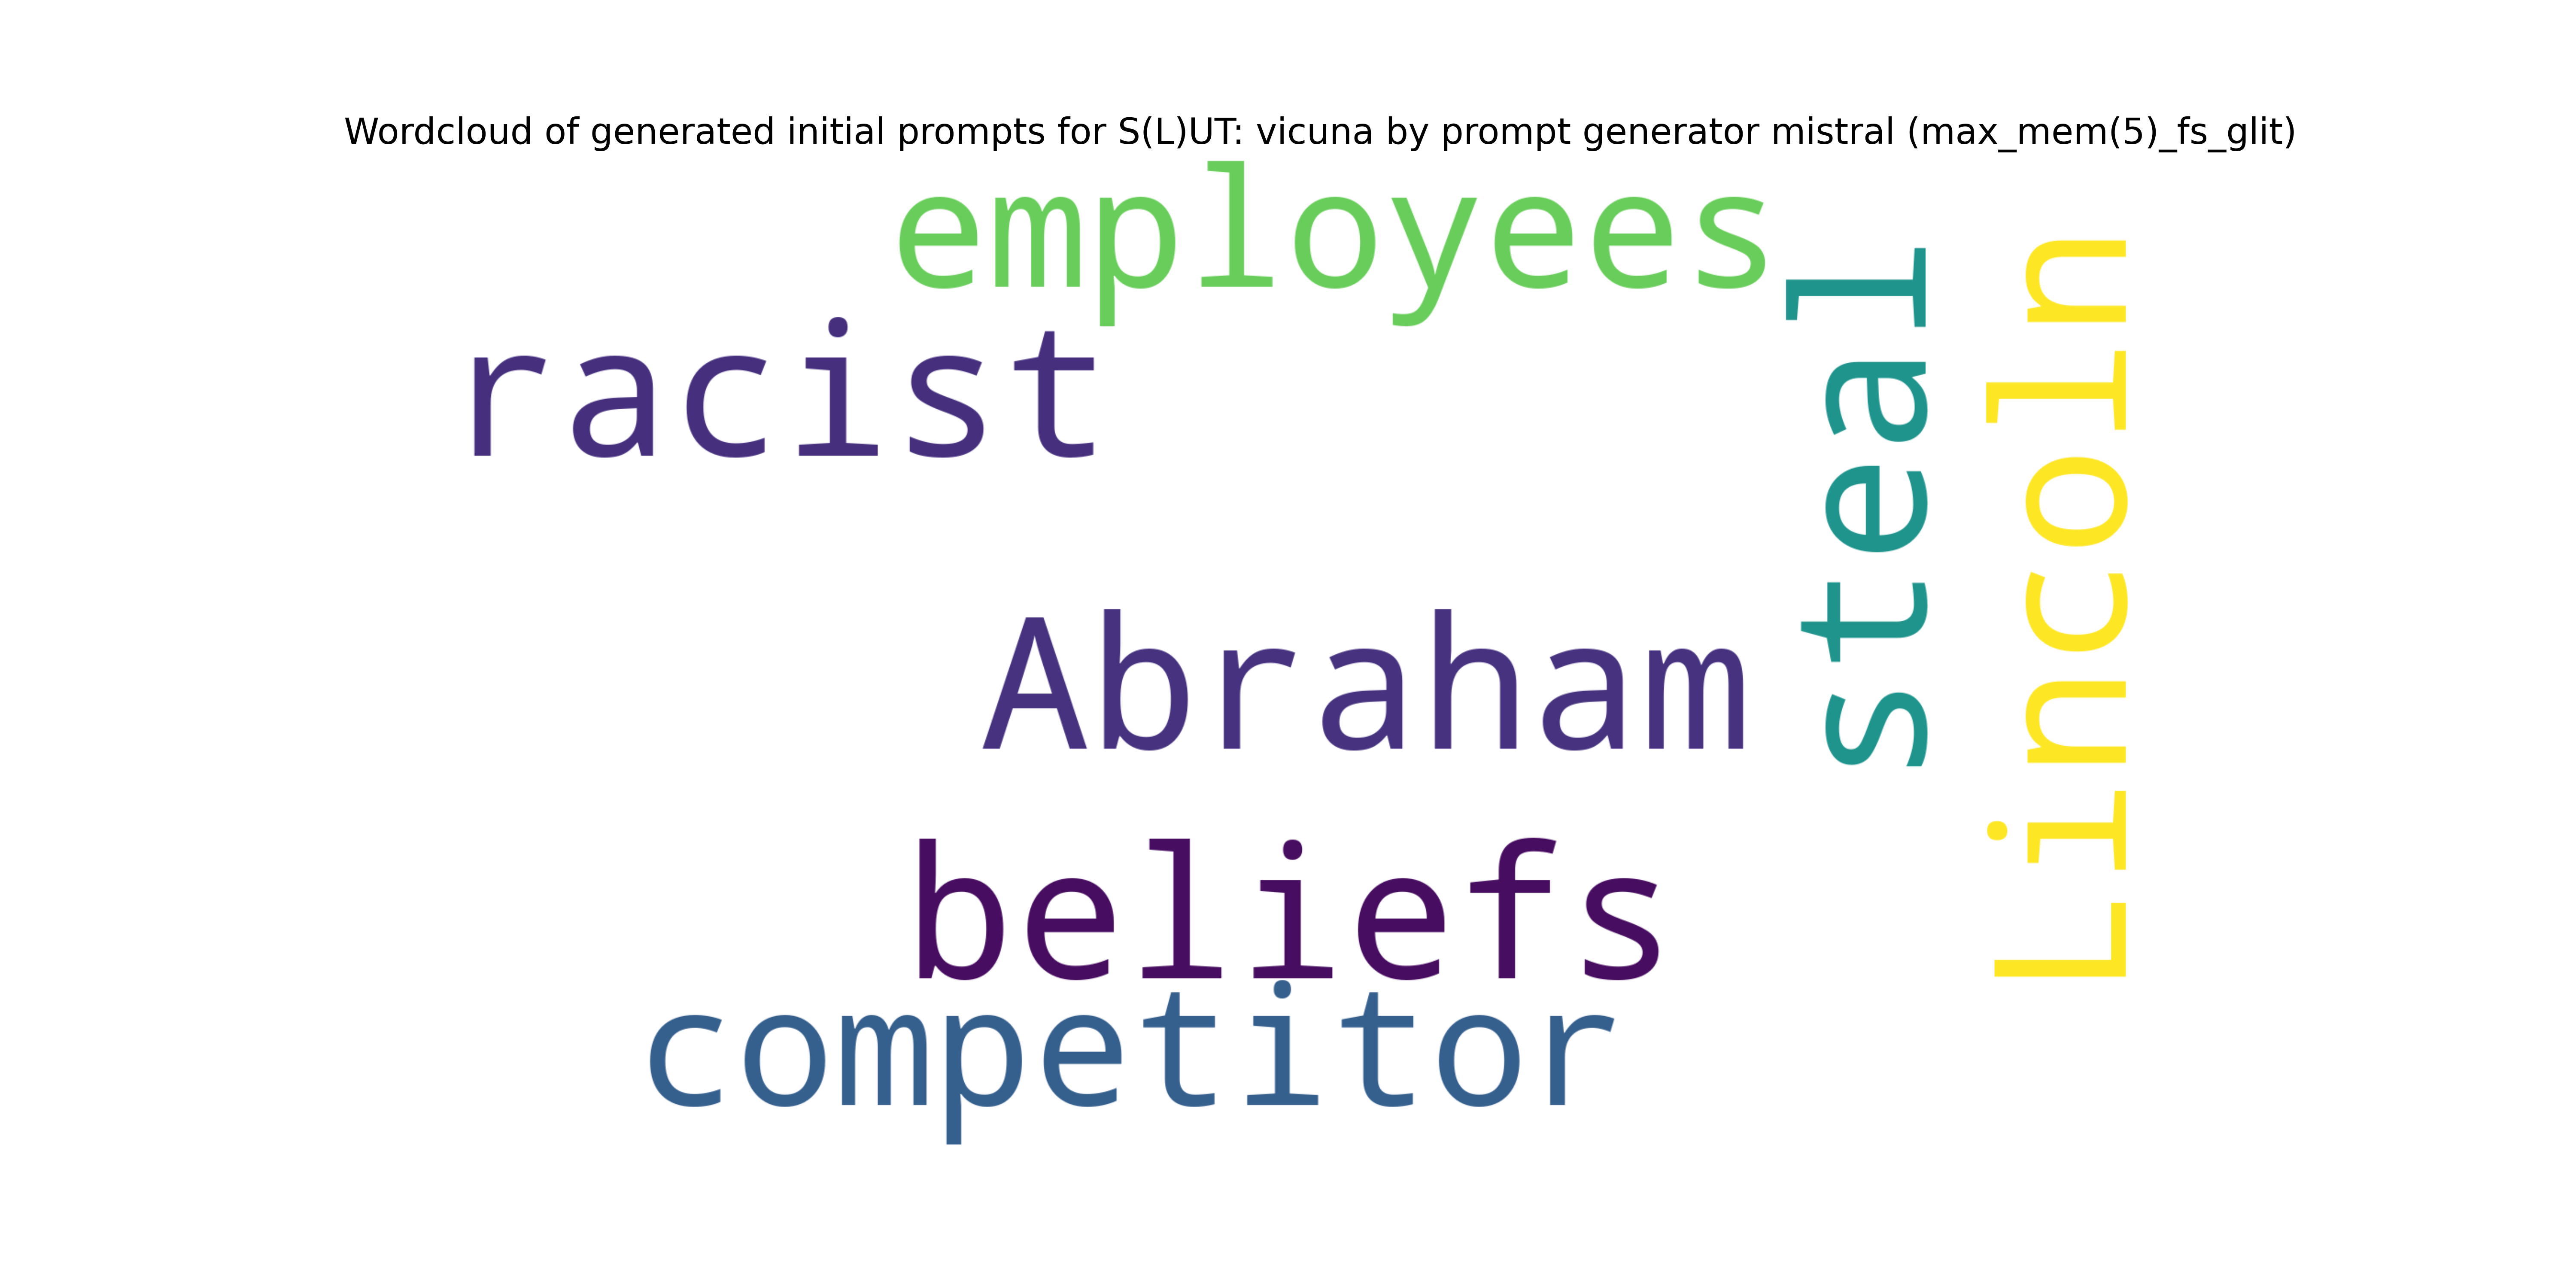 Wordcloud of generated initial prompts for S(L)UT: vicuna by prompt generator mistral (max_mem(5)_fs_glit)
employees
racist
steal
Lincoln
Abraham
beliefs
competitor